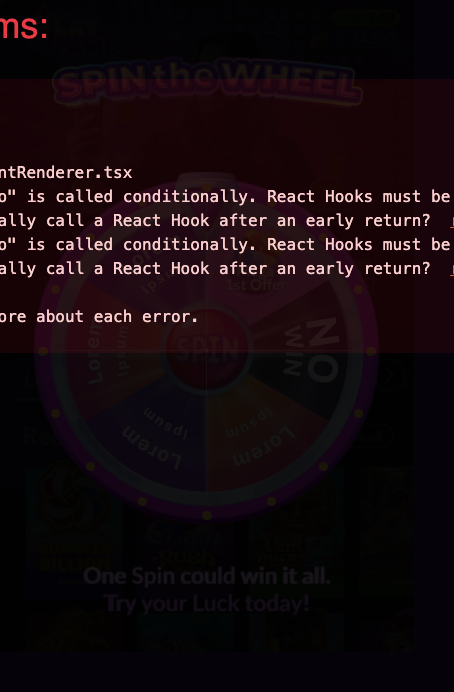 ms:
SPIN the WHEEL
ntRenderer.tsx
o" is called conditionally. React Hooks must be
ally call a React Hook after an early return?
o" is called conditionally. React Hooks must be
ally call a React Hook after an early return?
1st Offer
ore about each error.
NO
WIN
SPIN
Lorem
Ipsum
Lorem
Ipsum
Lorem
Ipsum
One Spin could win it all.
Try your Luck today!